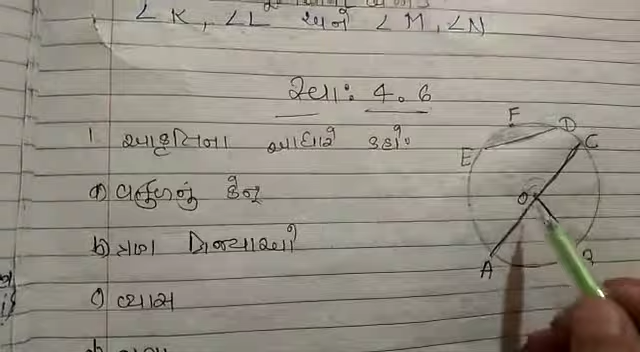 ∠K, ∠L અને ∠M, ∠N
સ્વા: 4.6
1. આકૃતિના આધારે કહો:
a) વર્તુળનું કેન્દ્ર
b) ત્રણ ત્રિજ્યાઓ
c) વ્યાસ
E F D C O A